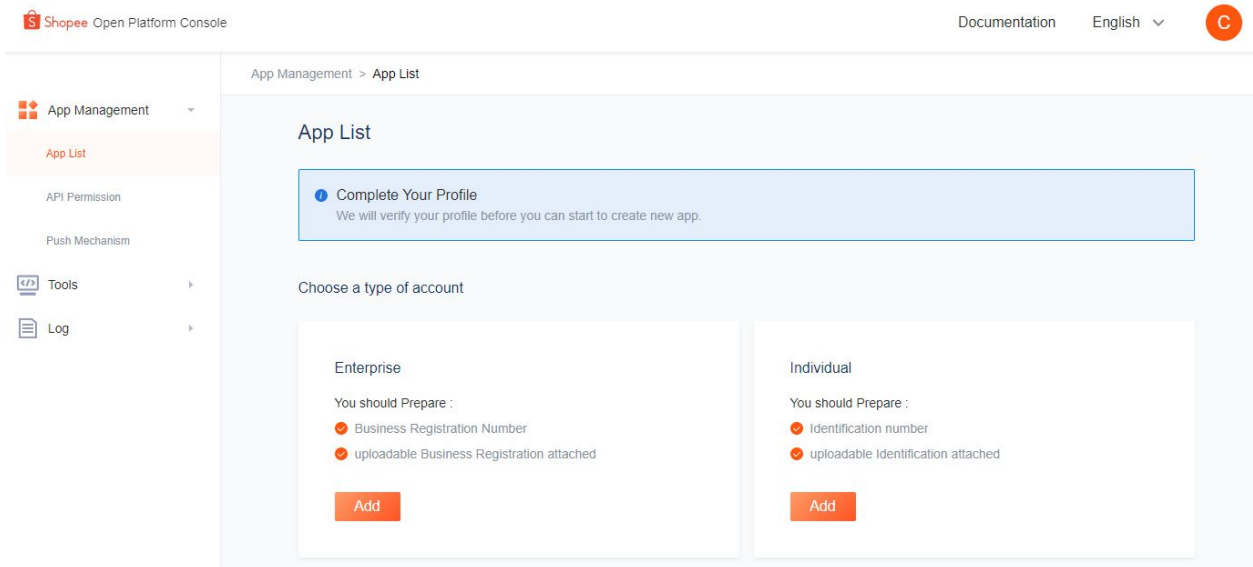 Shopee Open Platform Console
Documentation
English
C
App Management > App List
App Management
App List
API Permission
Push Mechanism
Tools
Log
App List
Complete Your Profile
We will verify your profile before you can start to create new app.
Choose a type of account
Enterprise
You should Prepare :
Business Registration Number
uploadable Business Registration attached
Add
Individual
You should Prepare :
Identification number
uploadable Identification attached
Add